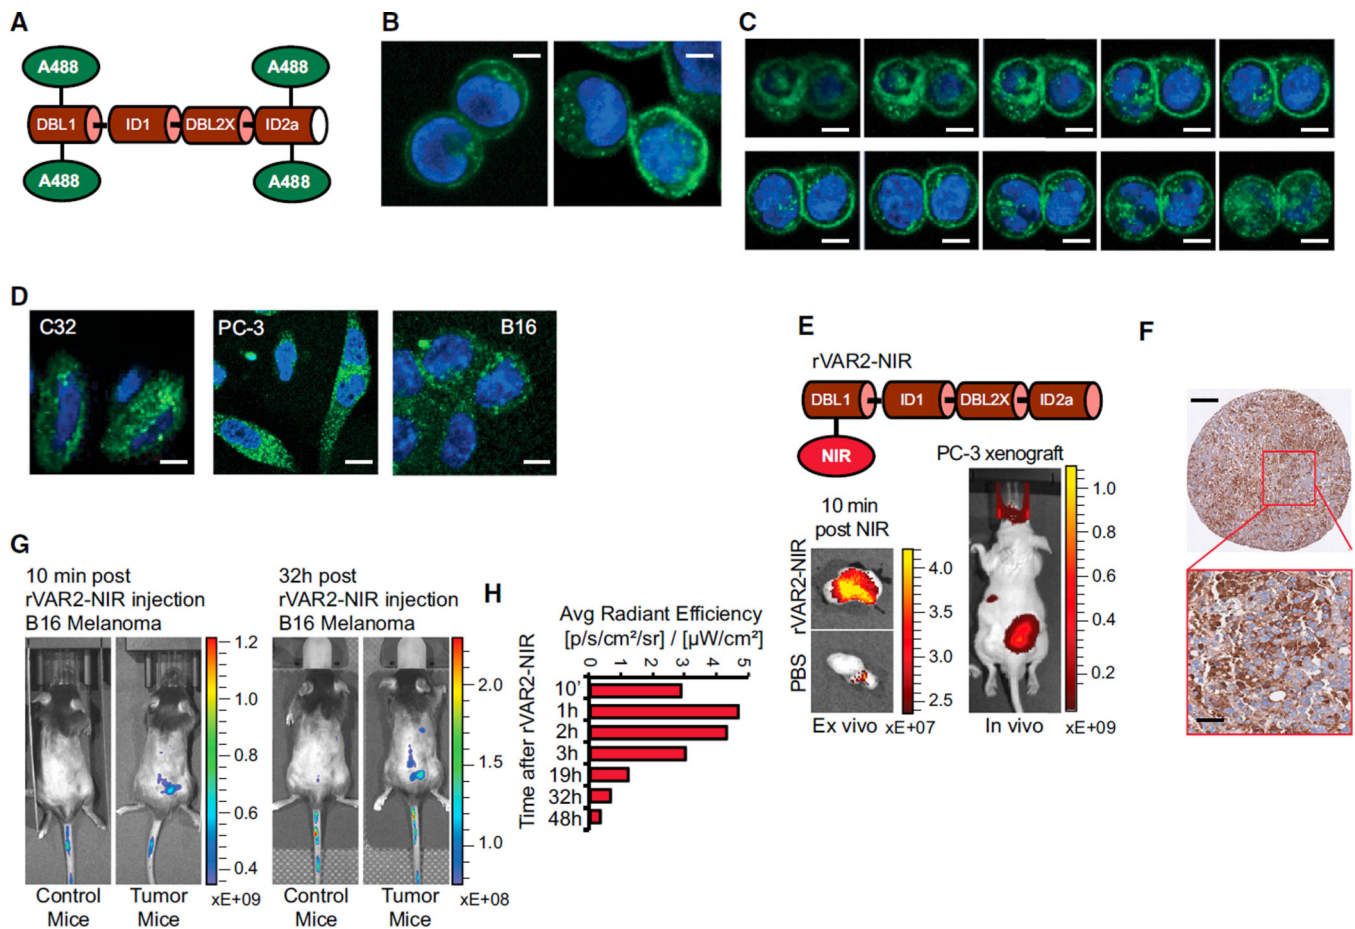 A
A488
A488
DBL1
ID1
DBL2X
ID2a
A488
A488
B
C
D
C32
PC-3
B16
E
rVAR2-NIR
DBL1
ID1
DBL2X
ID2a
NIR
PC-3 xenograft
10 min
post NIR
rVAR2-NIR
PBS
4.0
3.5
3.0
2.5
Ex vivo
xE+07
1.0
0.8
0.6
0.4
0.2
In vivo
xE+09
F
G
10 min post
rVAR2-NIR injection
B16 Melanoma
1.2
1.0
0.8
0.6
0.4
xE+09
Control
Mice
Tumor
Mice
32h post
rVAR2-NIR injection
B16 Melanoma
2.0
1.5
1.0
xE+08
Control
Mice
Tumor
Mice
H
Avg Radiant Efficiency
[p/s/cm²/sr] / [µW/cm²]
0 1 2 3 4 5
Time after rVAR2-NIR
10'
1h
2h
3h
19h
32h
48h